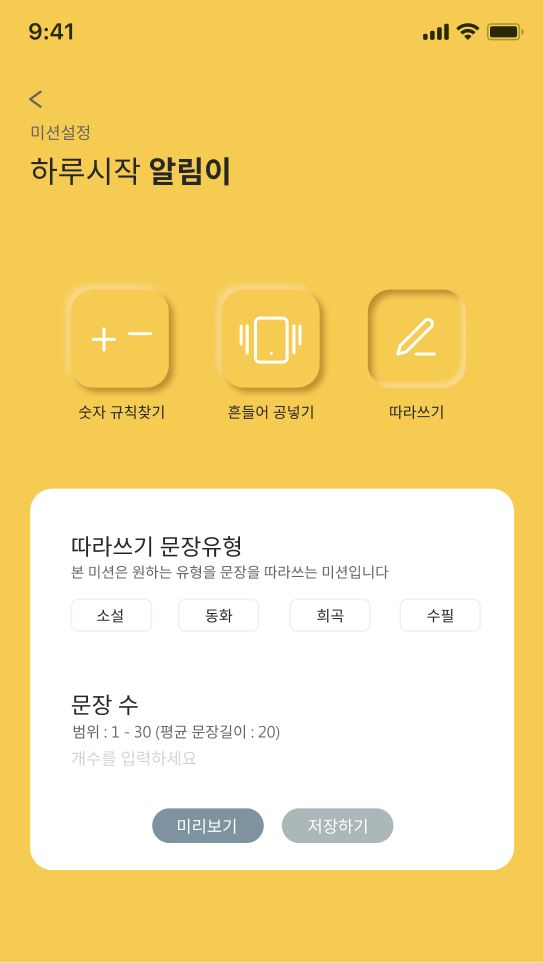 9:41
미션설정
하루시작 알림이
숫자 규칙찾기 흔들어 공넣기 따라쓰기
따라쓰기 문장유형
본 미션은 원하는 유형을 문장을 따라쓰는 미션입니다
소설 동화 희곡 수필
문장 수
범위 : 1 - 30 (평균 문장길이 : 20)
개수를 입력하세요
미리보기 저장하기